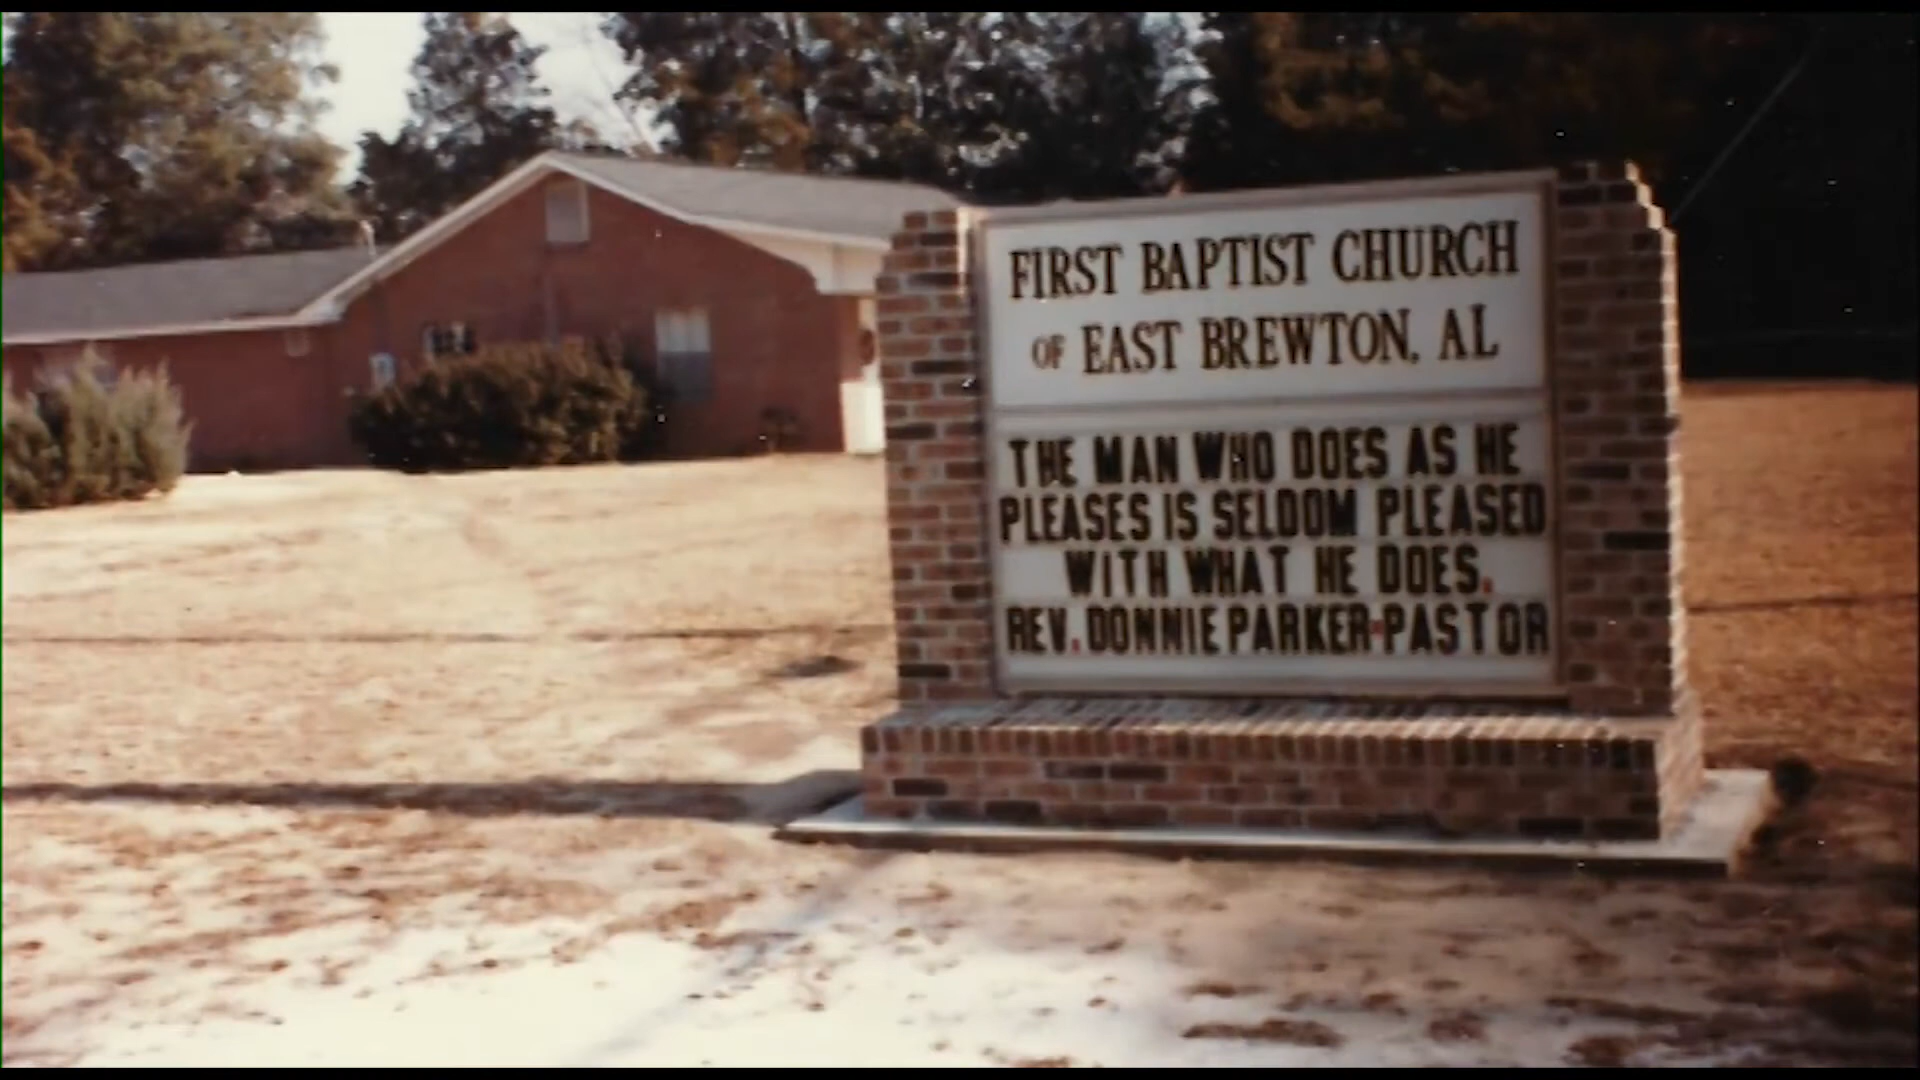 FIRST BAPTIST CHURCH
OF EAST BREWTON, AL
THE MAN WHO DOES AS HE
PLEASES IS SELDOM PLEASED
WITH WHAT HE DOES.
REV. DONNIE PARKER-PASTOR